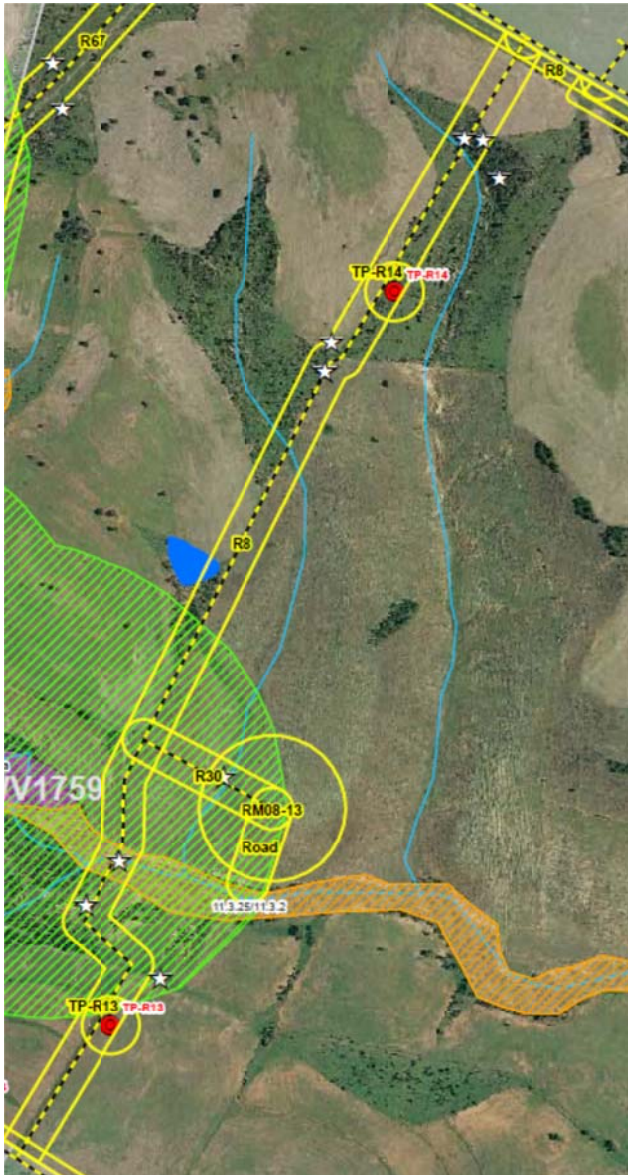 R67
R8
TP-R14 TP-R14
R8
R30
V1759
RM08-13
Road
11.3.25/11.3.2
TP-R13 TP-R13